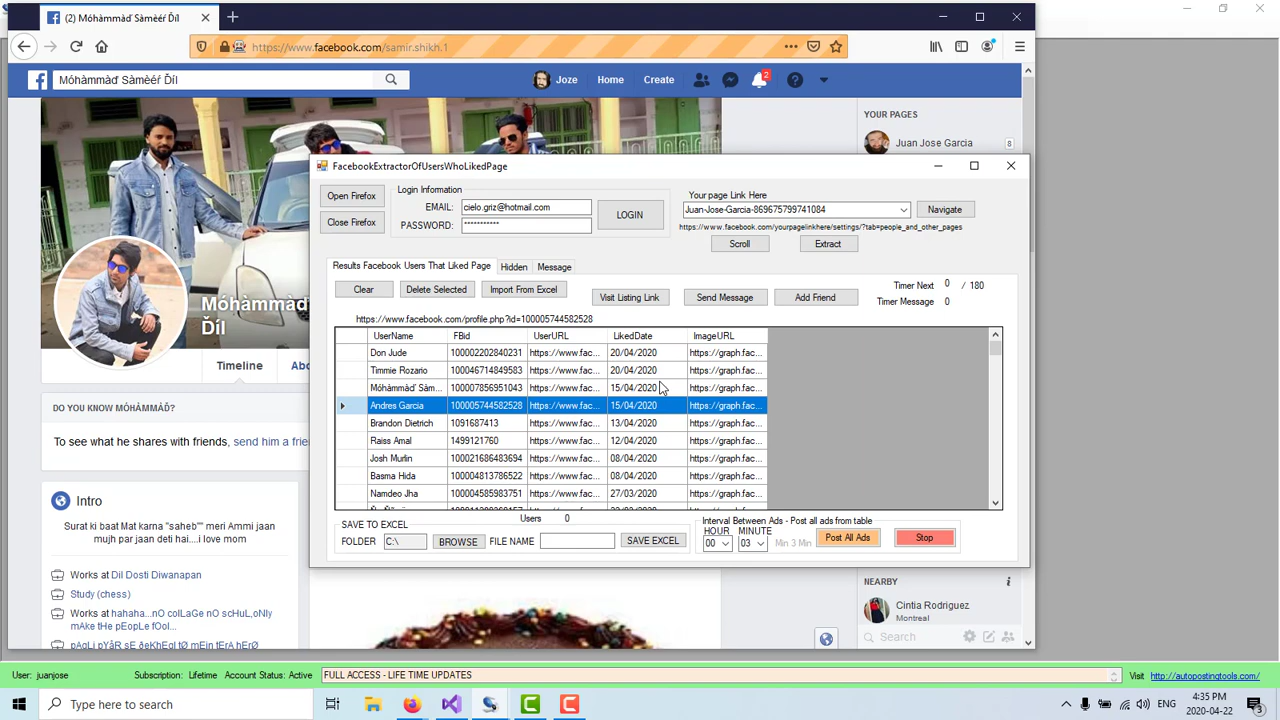 (2) Móhàmmàď Sàmèéŕ Ďíl
https://www.facebook.com/samir.shikh.1
Móhàmmàď Sàmèéŕ Ďíl
Joze Home Create 2
YOUR PAGES
Juan Jose Garcia 8
FacebookExtractorOfUsersWhoLikedPage
Open Firefox
Close Firefox
Login Information
EMAIL: cielo.griz@hotmail.com
PASSWORD: ***********
LOGIN
Your page Link Here
Juan-Jose-Garcia-869675799741084 Navigate
https://www.facebook.com/yourpagelinkhere/settings/?tab=people_and_other_pages
Scroll Extract
Results Facebook Users That Liked Page Hidden Message
Clear Delete Selected Import From Excel Visit Listing Link Send Message Add Friend
Timer Next 0 / 180
Timer Message 0
https://www.facebook.com/profile.php?id=100005744582528
UserName FBid UserURL LikedDate ImageURL
Don Jude 100002202840231 https://www.fac... 20/04/2020 https://graph.fac...
Timmie Rozario 100046714849583 https://www.fac... 20/04/2020 https://graph.fac...
Móhàmmàď Sàm... 100007856951043 https://www.fac... 15/04/2020 https://graph.fac...
Andres Garcia 100005744582528 https://www.fac... 15/04/2020 https://graph.fac...
Brandon Dietrich 1091687413 https://www.fac... 13/04/2020 https://graph.fac...
Raiss Amal 1499121760 https://www.fac... 12/04/2020 https://graph.fac...
Josh Murlin 100021686483694 https://www.fac... 08/04/2020 https://graph.fac...
Basma Hida 100004813786522 https://www.fac... 08/04/2020 https://graph.fac...
Namdeo Jha 100004585983751 https://www.fac... 27/03/2020 https://graph.fac...
Users 0
SAVE TO EXCEL
FOLDER C:\ BROWSE FILE NAME SAVE EXCEL
Interval Between Ads - Post all ads from table
HOUR MINUTE
00 03 Min 3 Min Post All Ads Stop
Móhàmmàď
Ďíl
Timeline Abo
DO YOU KNOW MÓHÀMMÀĎ?
To see what he shares with friends, send him a frien
Intro
Surat ki baat Mat karna "saheb"" meri Ammi jaan
mujh par jaan deti hai...i love mom
Works at Dil Dosti Diwanapan
Study (chess)
Works at hahaha...nO colLaGe nO scHuL,oNly
mAke tHe pEopLe fOol...
NEARBY
Cintia Rodriguez
Montreal
Search
User: juanjose Subscription: Lifetime Account Status: Active FULL ACCESS - LIFE TIME UPDATES Visit http://autopostingtools.com/
Type here to search
ENG
4:35 PM
2020-04-22
3